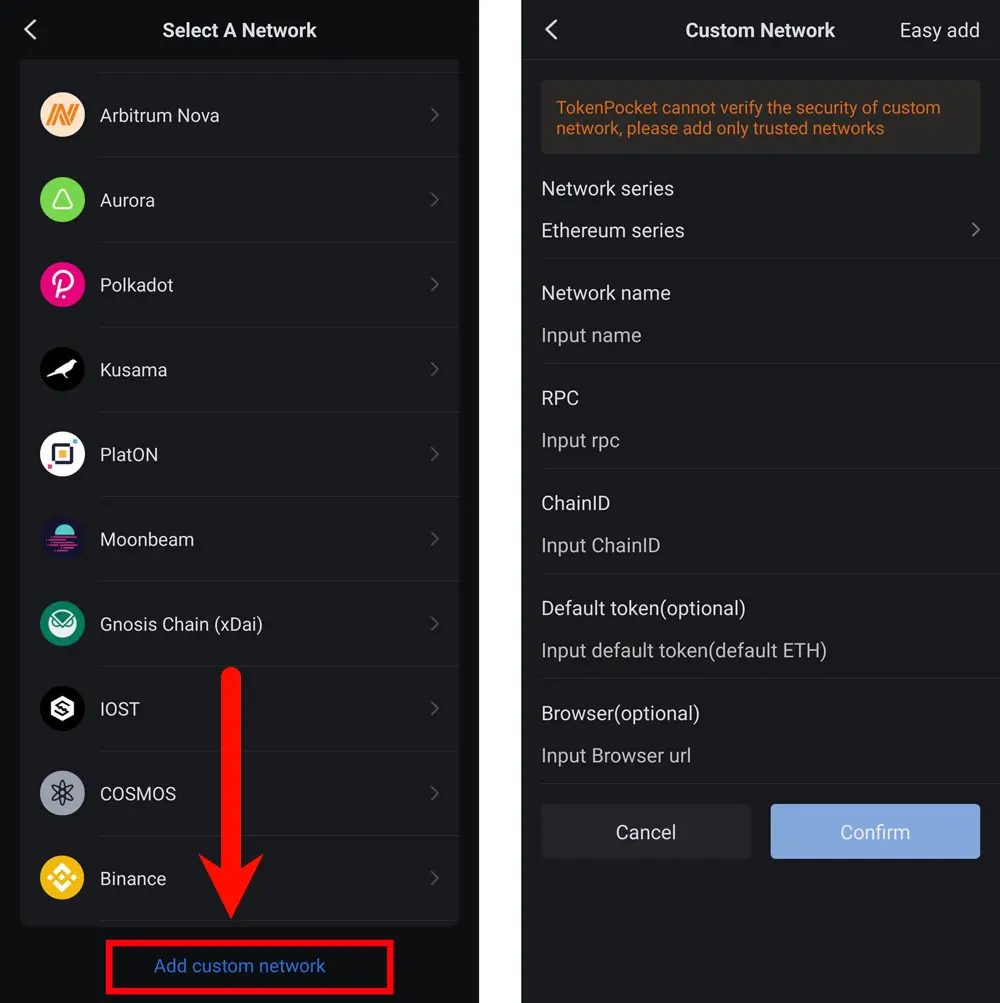 Select A Network
Arbitrum Nova
Aurora
Polkadot
Kusama
PlatON
Moonbeam
Gnosis Chain (xDai)
IOST
COSMOS
Binance
Add custom network
Custom Network
Easy add
TokenPocket cannot verify the security of custom
network, please add only trusted networks
Network series
Ethereum series
Network name
Input name
RPC
Input rpc
ChainID
Input ChainID
Default token(optional)
Input default token(default ETH)
Browser(optional)
Input Browser url
Cancel
Confirm